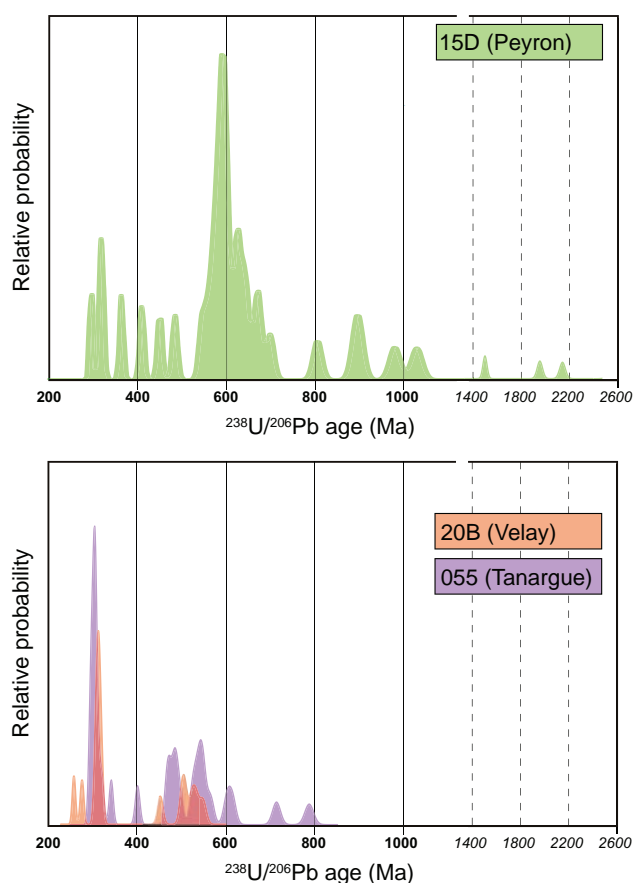 15D (Peyron)
Relative probability
200 400 600 800 1000 1400 1800 2200 2600
²³⁸U/²⁰⁶Pb age (Ma)
20B (Velay)
055 (Tanargue)
Relative probability
200 400 600 800 1000 1400 1800 2200 2600
²³⁸U/²⁰⁶Pb age (Ma)